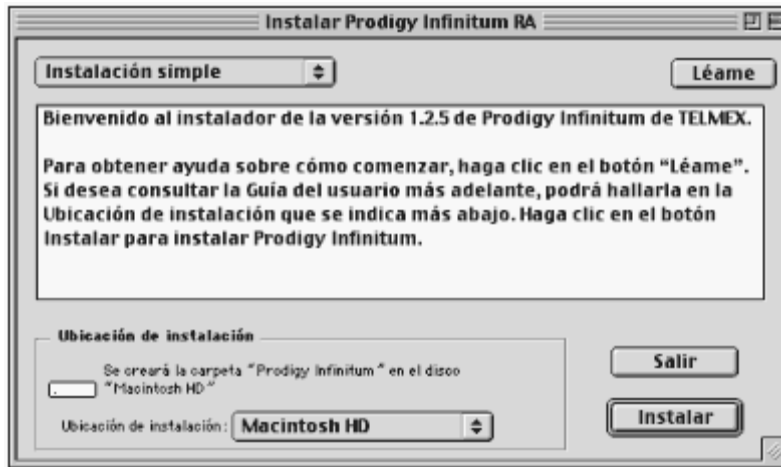 Instalar Prodigy Infinitum RA
Instalación simple
Léame
Bienvenido al instalador de la versión 1.2.5 de Prodigy Infinitum de TELMEX.
Para obtener ayuda sobre cómo comenzar, haga clic en el botón “Léame”.
Si desea consultar la Guía del usuario más adelante, podrá hallarla en la
Ubicación de instalación que se indica más abajo. Haga clic en el botón
Instalar para instalar Prodigy Infinitum.
Ubicación de instalación
Se creará la carpeta "Prodigy Infinitum" en el disco
"Macintosh HD"
Salir
Ubicación de instalación: Macintosh HD
Instalar